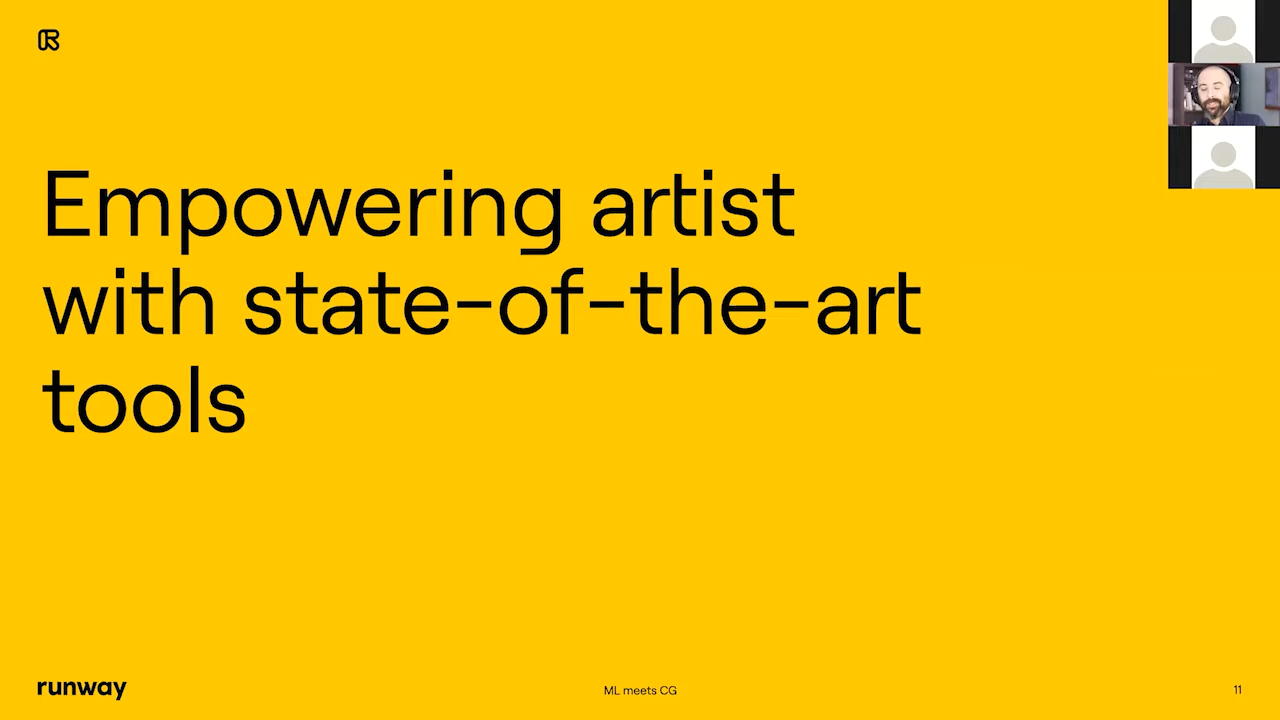 Empowering artist
with state-of-the-art
tools
runway
ML meets CG
11